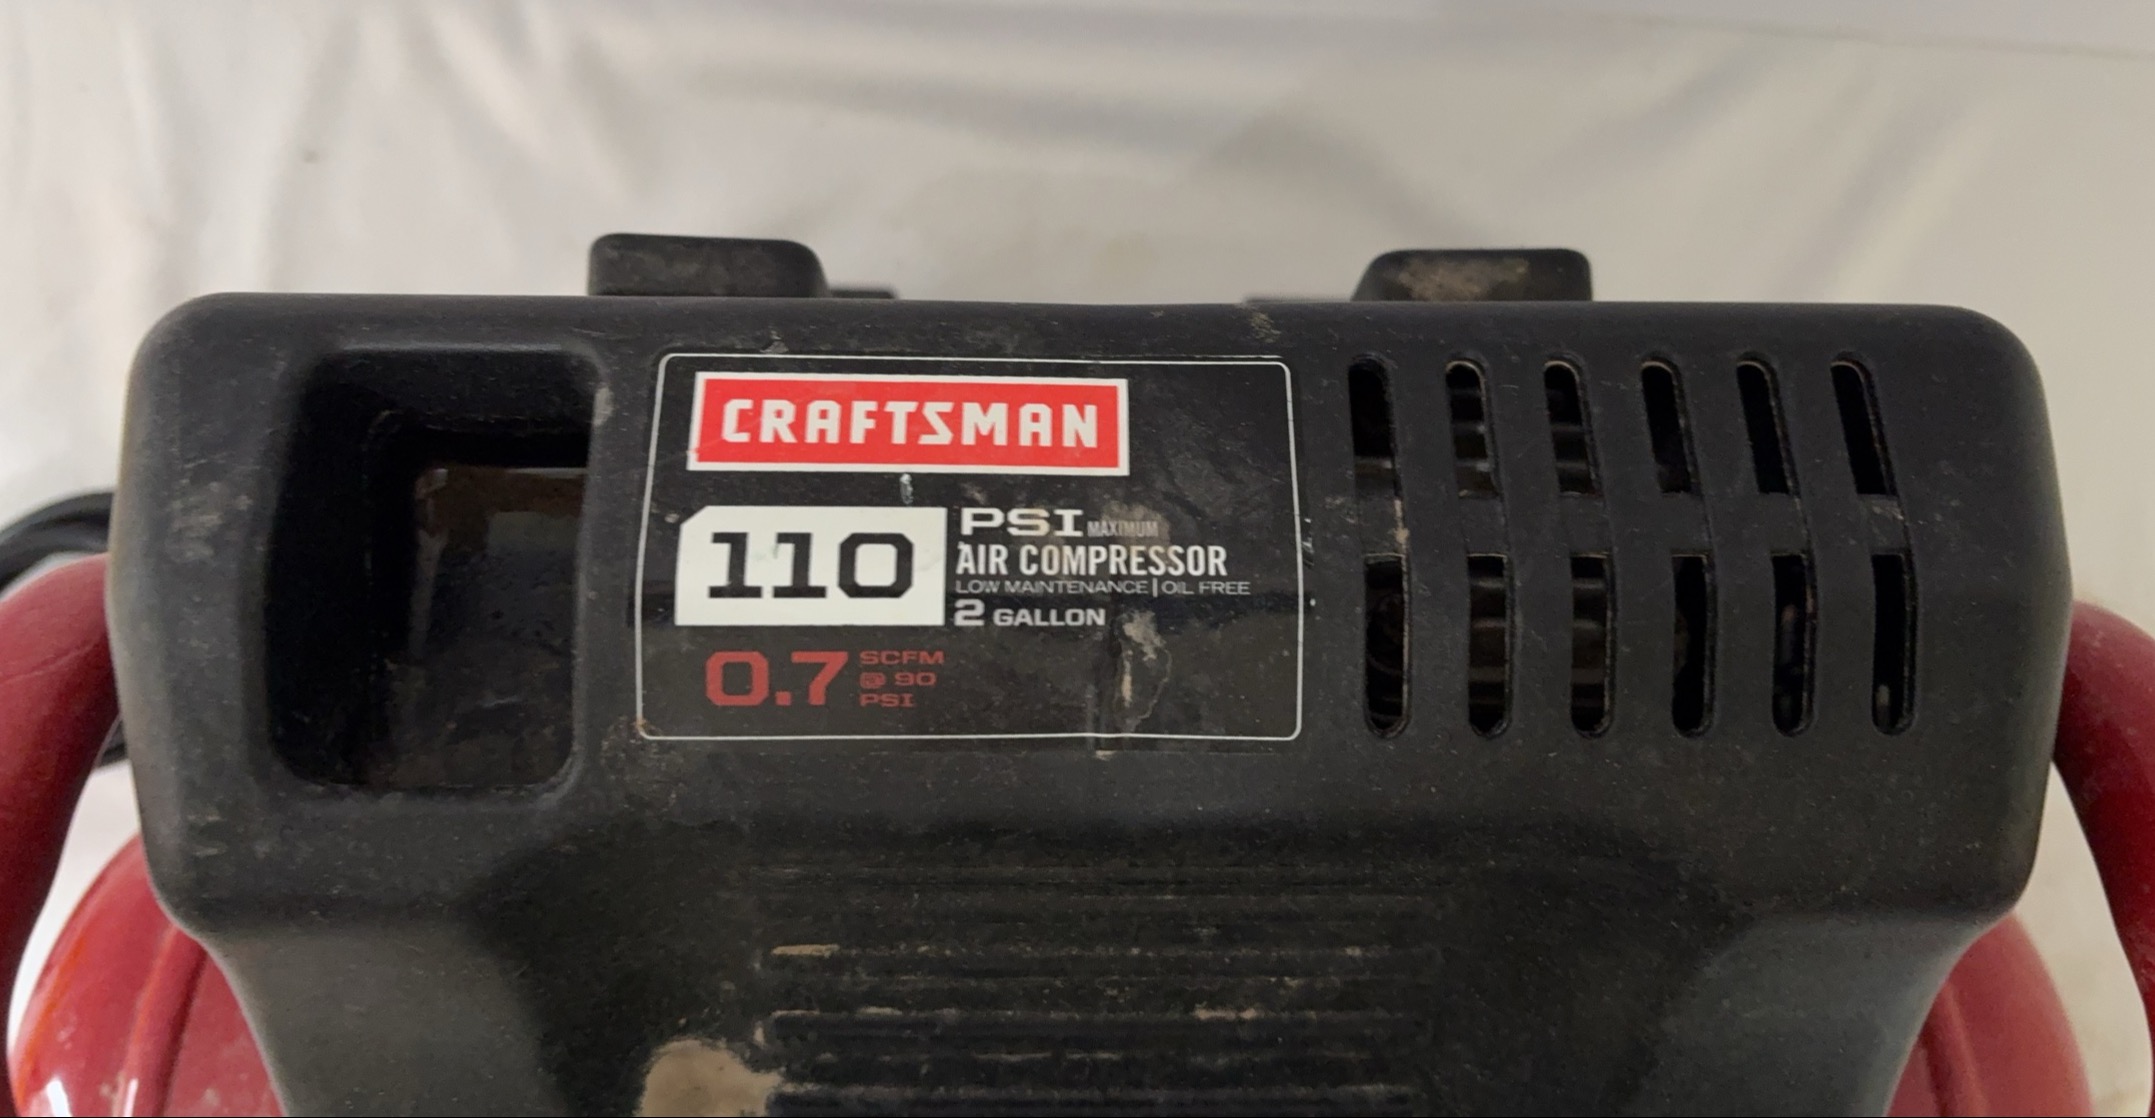 CRAFTSMAN
110
PSI MAXIMUM
AIR COMPRESSOR
LOW MAINTENANCE | OIL FREE
2 GALLON
0.7
SCFM
@ 90
PSI